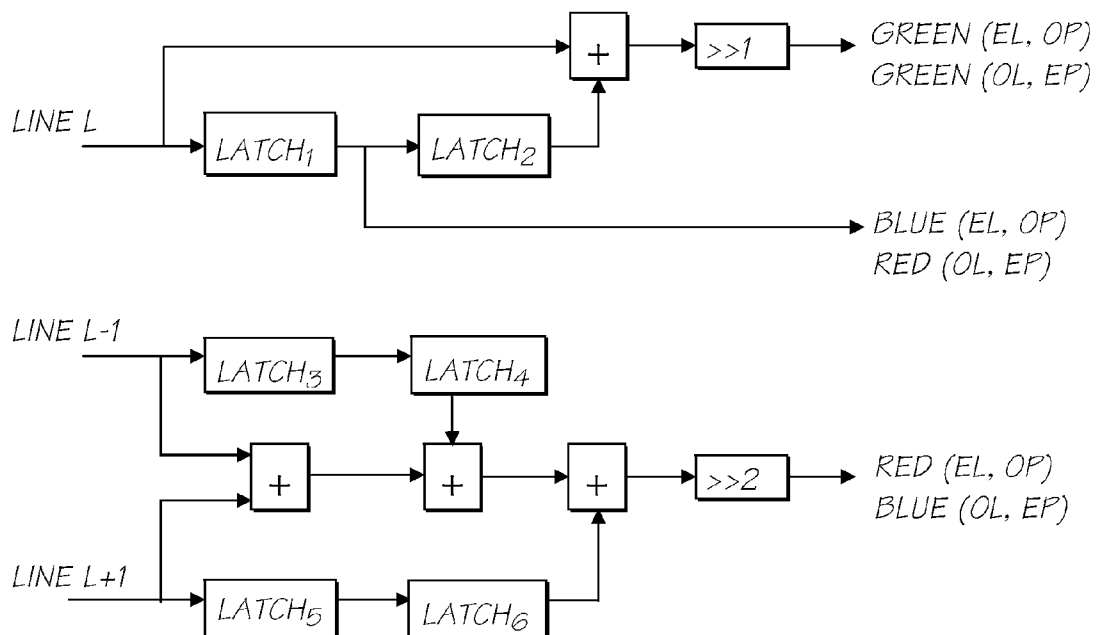 GREEN (EL, OP)
+
>>1
GREEN (OL, EP)
LINE L
LATCH1
LATCH2
BLUE (EL, OP)
RED (OL, EP)
LINE L-1
LATCH3
LATCH4
+
+
+
>>2
RED (EL, OP)
BLUE (OL, EP)
LINE L+1
LATCH5
LATCH6